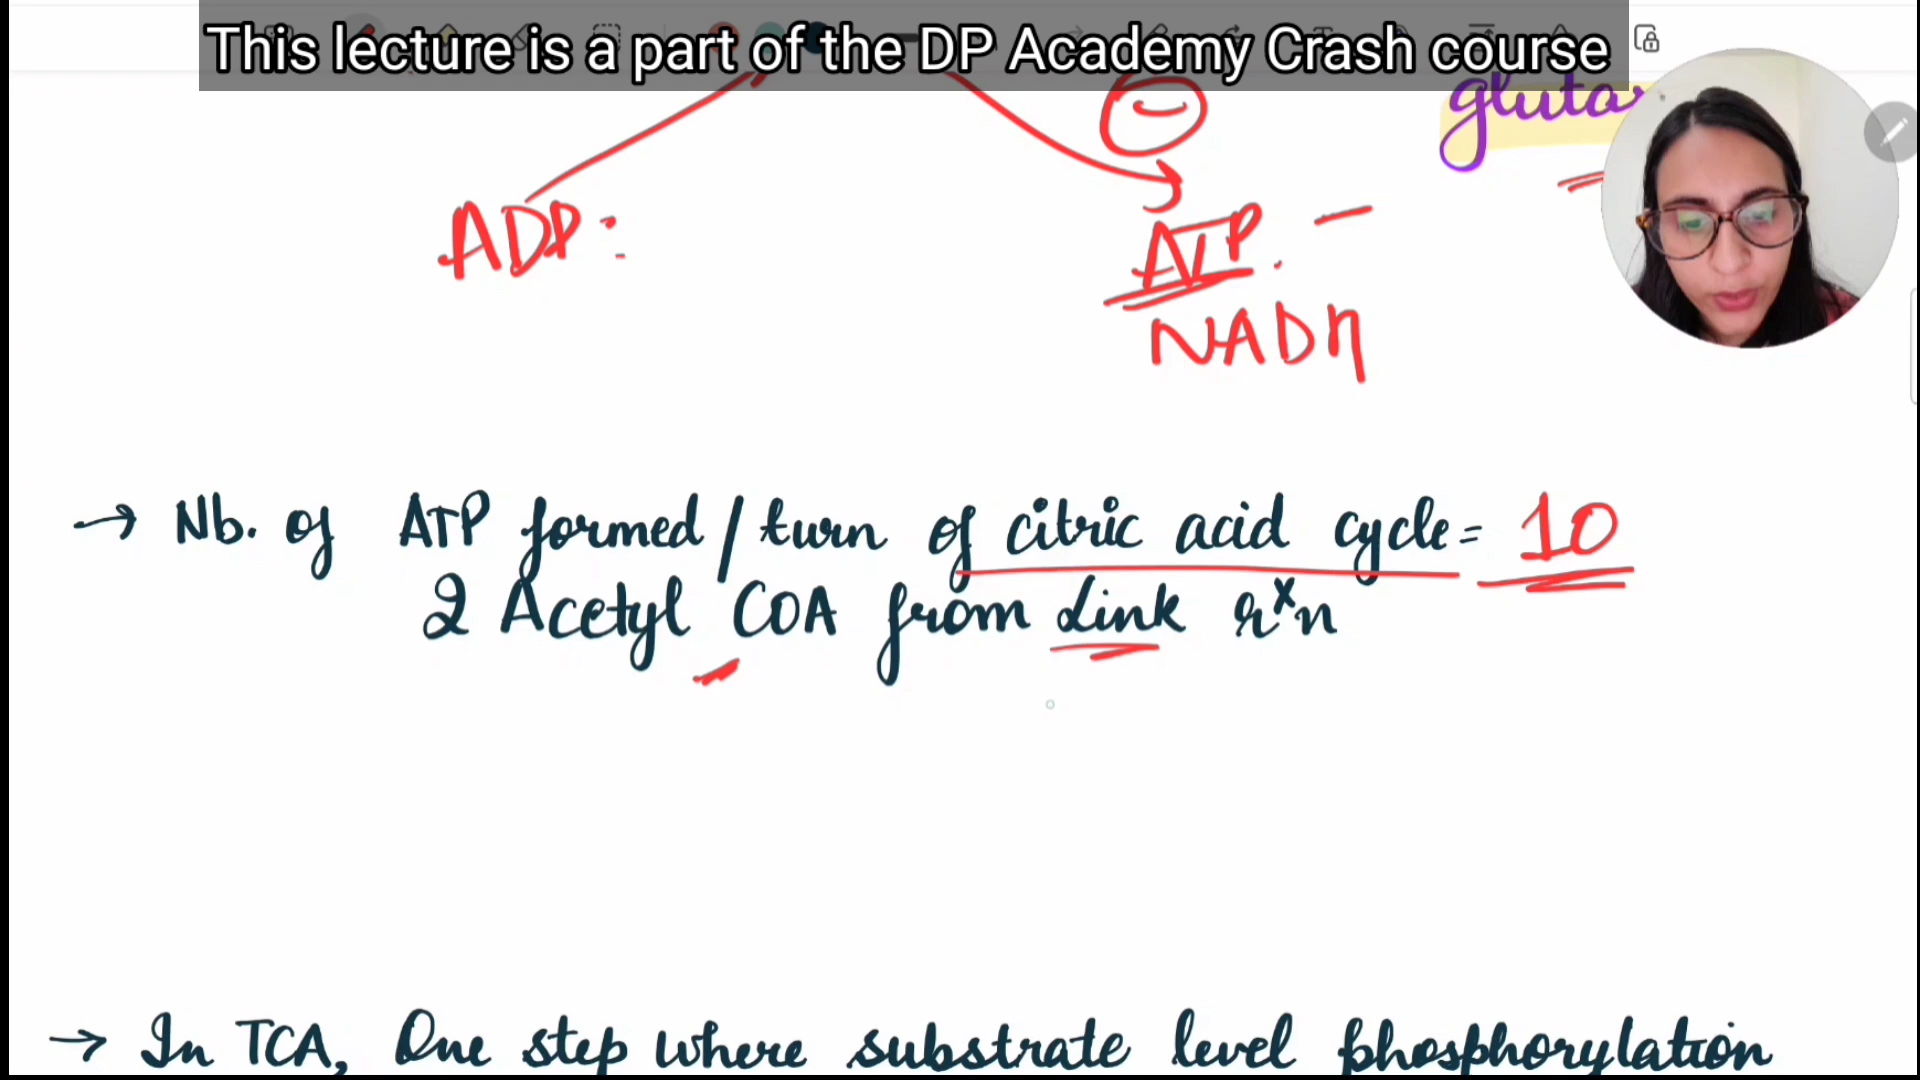 This lecture is a part of the DP Academy Crash course
ADP:
ATP.
NADH
→ Nb. of ATP formed / turn of citric acid cycle = 10
2 Acetyl COA from Link rxn
→ In TCA, One step where substrate level phosphorylation